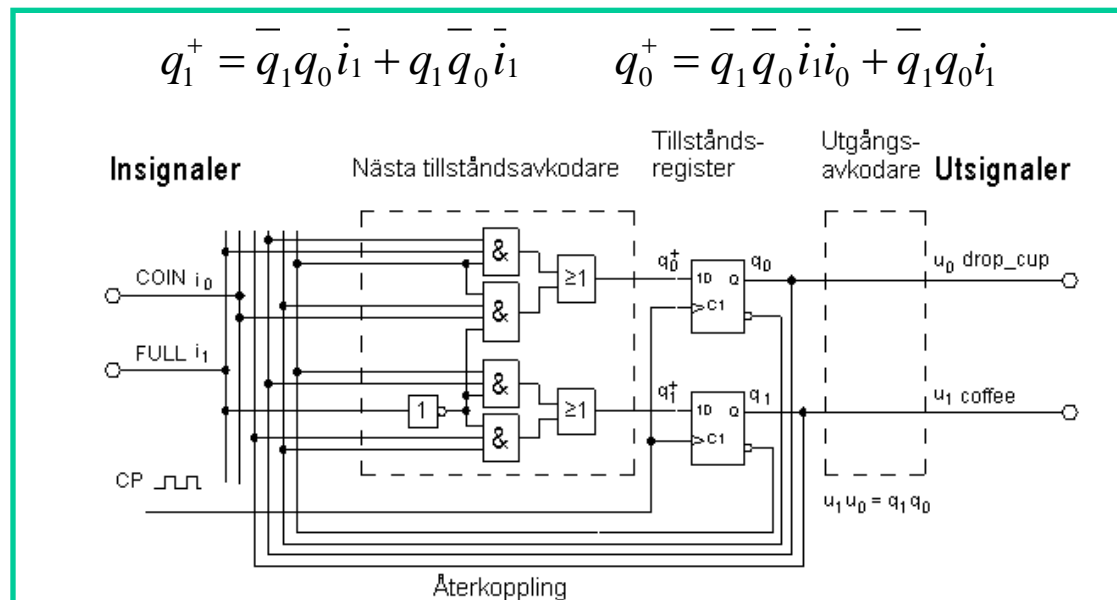 q̄₁⁺ = q̄₁q₀ī₁ + q₁q̄₀ī₁    q₀⁺ = q̄₁q̄₀ī₁i₀ + q̄₁q₀i₁
Insignaler
Nästa tillståndsavkodare
Tillstånds-
register
Utgångs-
avkodare
Utsignaler
COIN i₀
FULL i₁
CP
&
&
≥1
q₀⁺
1D Q
C1
q₀
u₀ drop_cup
1
&
&
≥1
q₁⁺
1D Q
C1
q₁
u₁ coffee
u₁u₀ = q₁q₀
Återkoppling